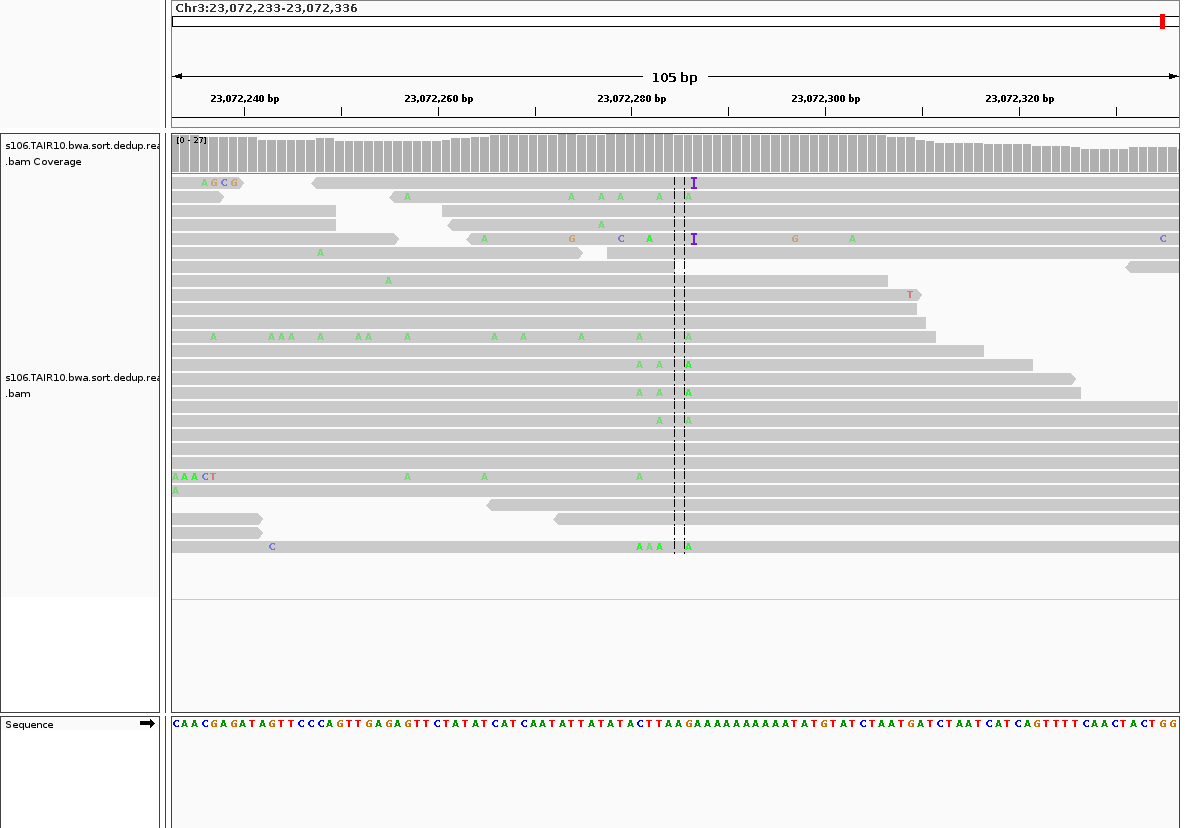 Chr3:23,072,233-23,072,336
105 bp
23,072,240 bp 23,072,260 bp 23,072,280 bp 23,072,300 bp 23,072,320 bp
s106.TAIR10.bwa.sort.dedup.rea
.bam Coverage
[0 - 27]
A G C G
A A A A A A
A
A G C A G A C
A
A
T
A A A A A A A A A A A A A
A A A
s106.TAIR10.bwa.sort.dedup.rea
.bam
A A A
A A
A A A C T A A A
A
C A A A A
Sequence
CAACGAGATAGTTCCCAGTTGAGAGTTCTATATCATCAATATTATATACTTAAGAAAAAAAAAATATGTATCTAATGATCTAATCATCAGTTTTCAACTACTGG